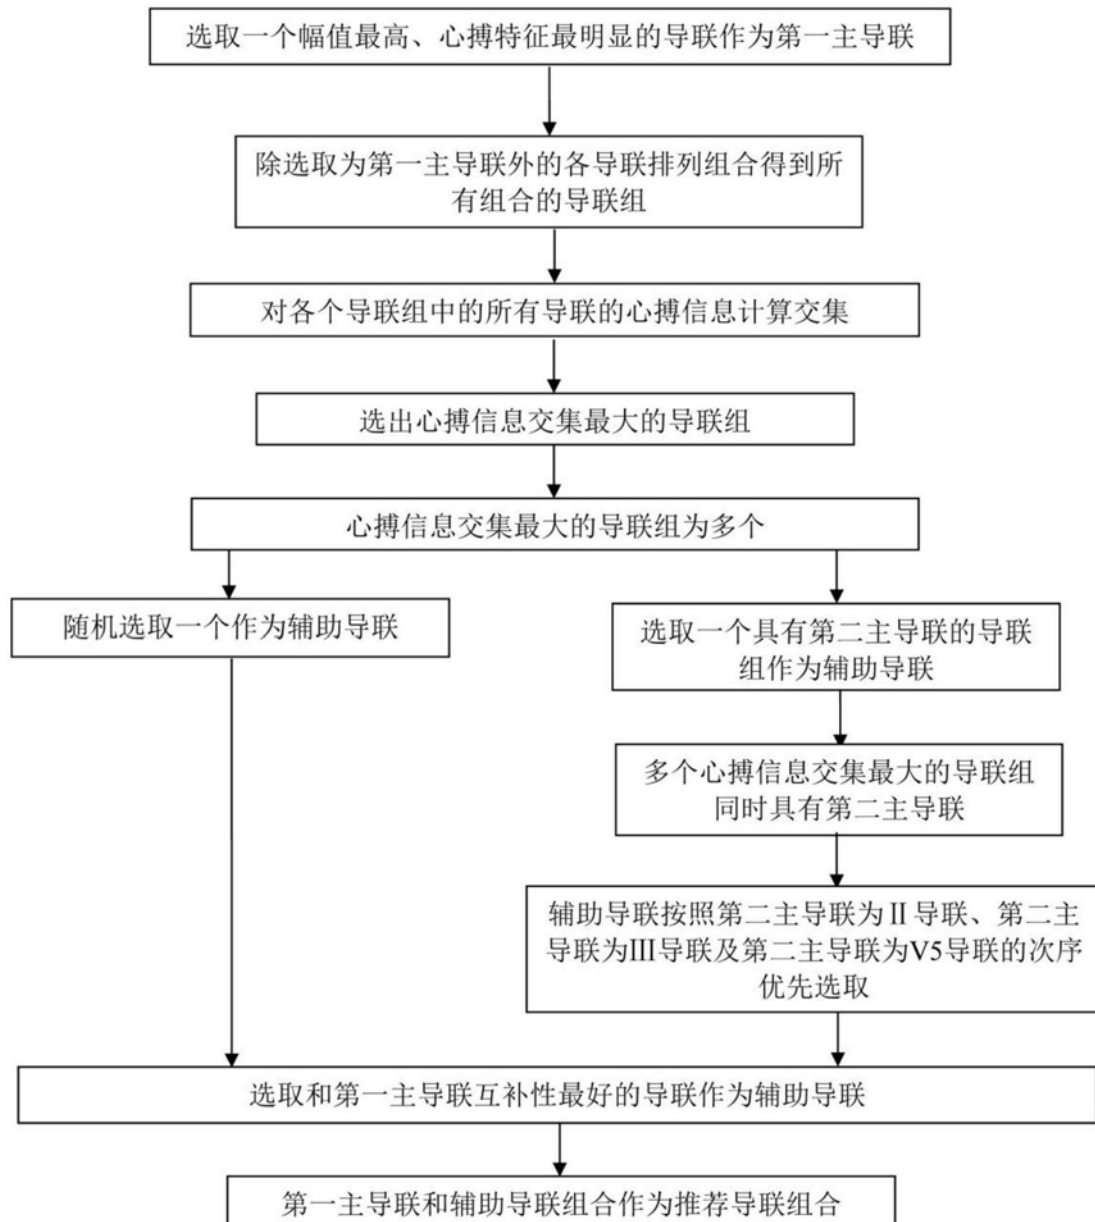 选取一个幅值最高、心搏特征最明显的导联作为第一主导联
除选取为第一主导联外的各导联排列组合得到所
有组合的导联组
对各个导联组中的所有导联的心搏信息计算交集
选出心搏信息交集最大的导联组
心搏信息交集最大的导联组为多个
随机选取一个作为辅助导联
选取一个具有第二主导联的导联
组作为辅助导联
多个心搏信息交集最大的导联组
同时具有第二主导联
辅助导联按照第二主导联为Ⅱ导联、第二主
导联为Ⅲ导联及第二主导联为V5导联的次序
优先选取
选取和第一主导联互补性最好的导联作为辅助导联
第一主导联和辅助导联组合作为推荐导联组合